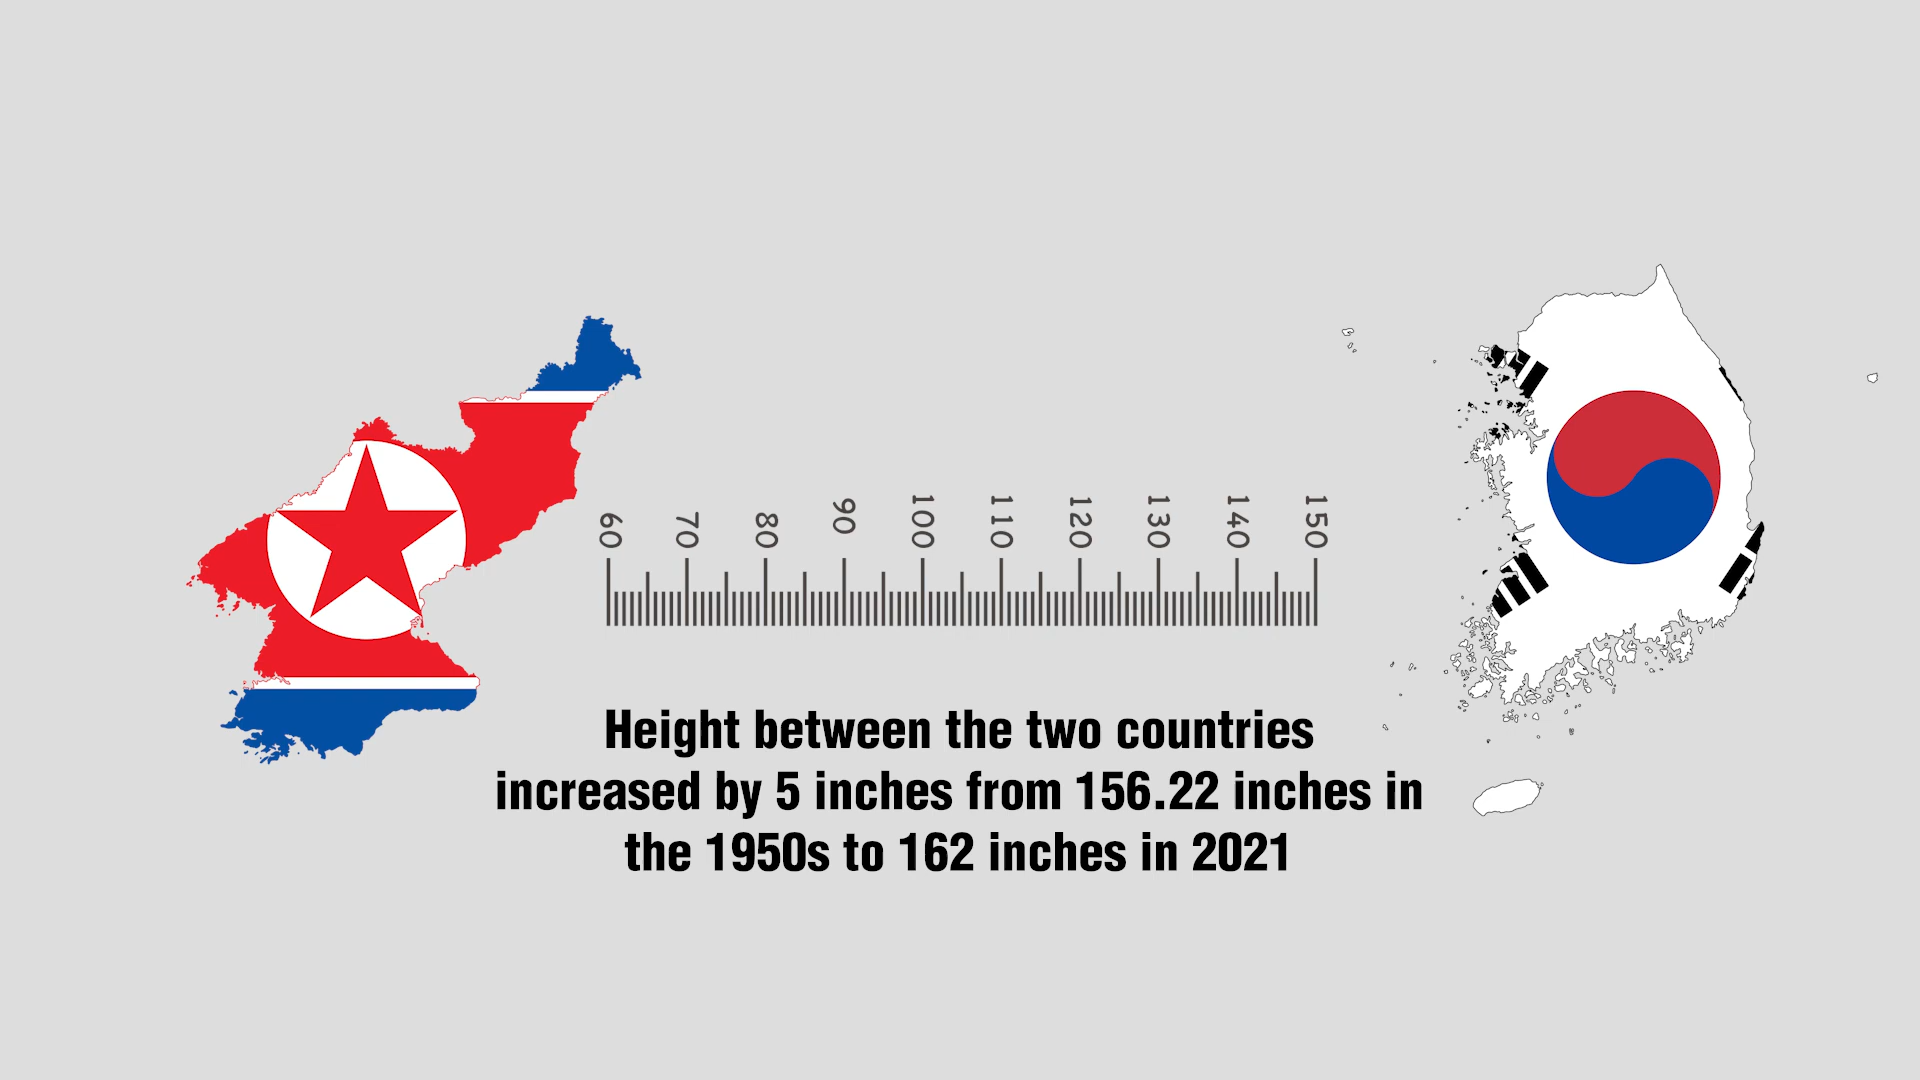 60 70 80 90 100 110 120 130 140 150
Height between the two countries
increased by 5 inches from 156.22 inches in
the 1950s to 162 inches in 2021